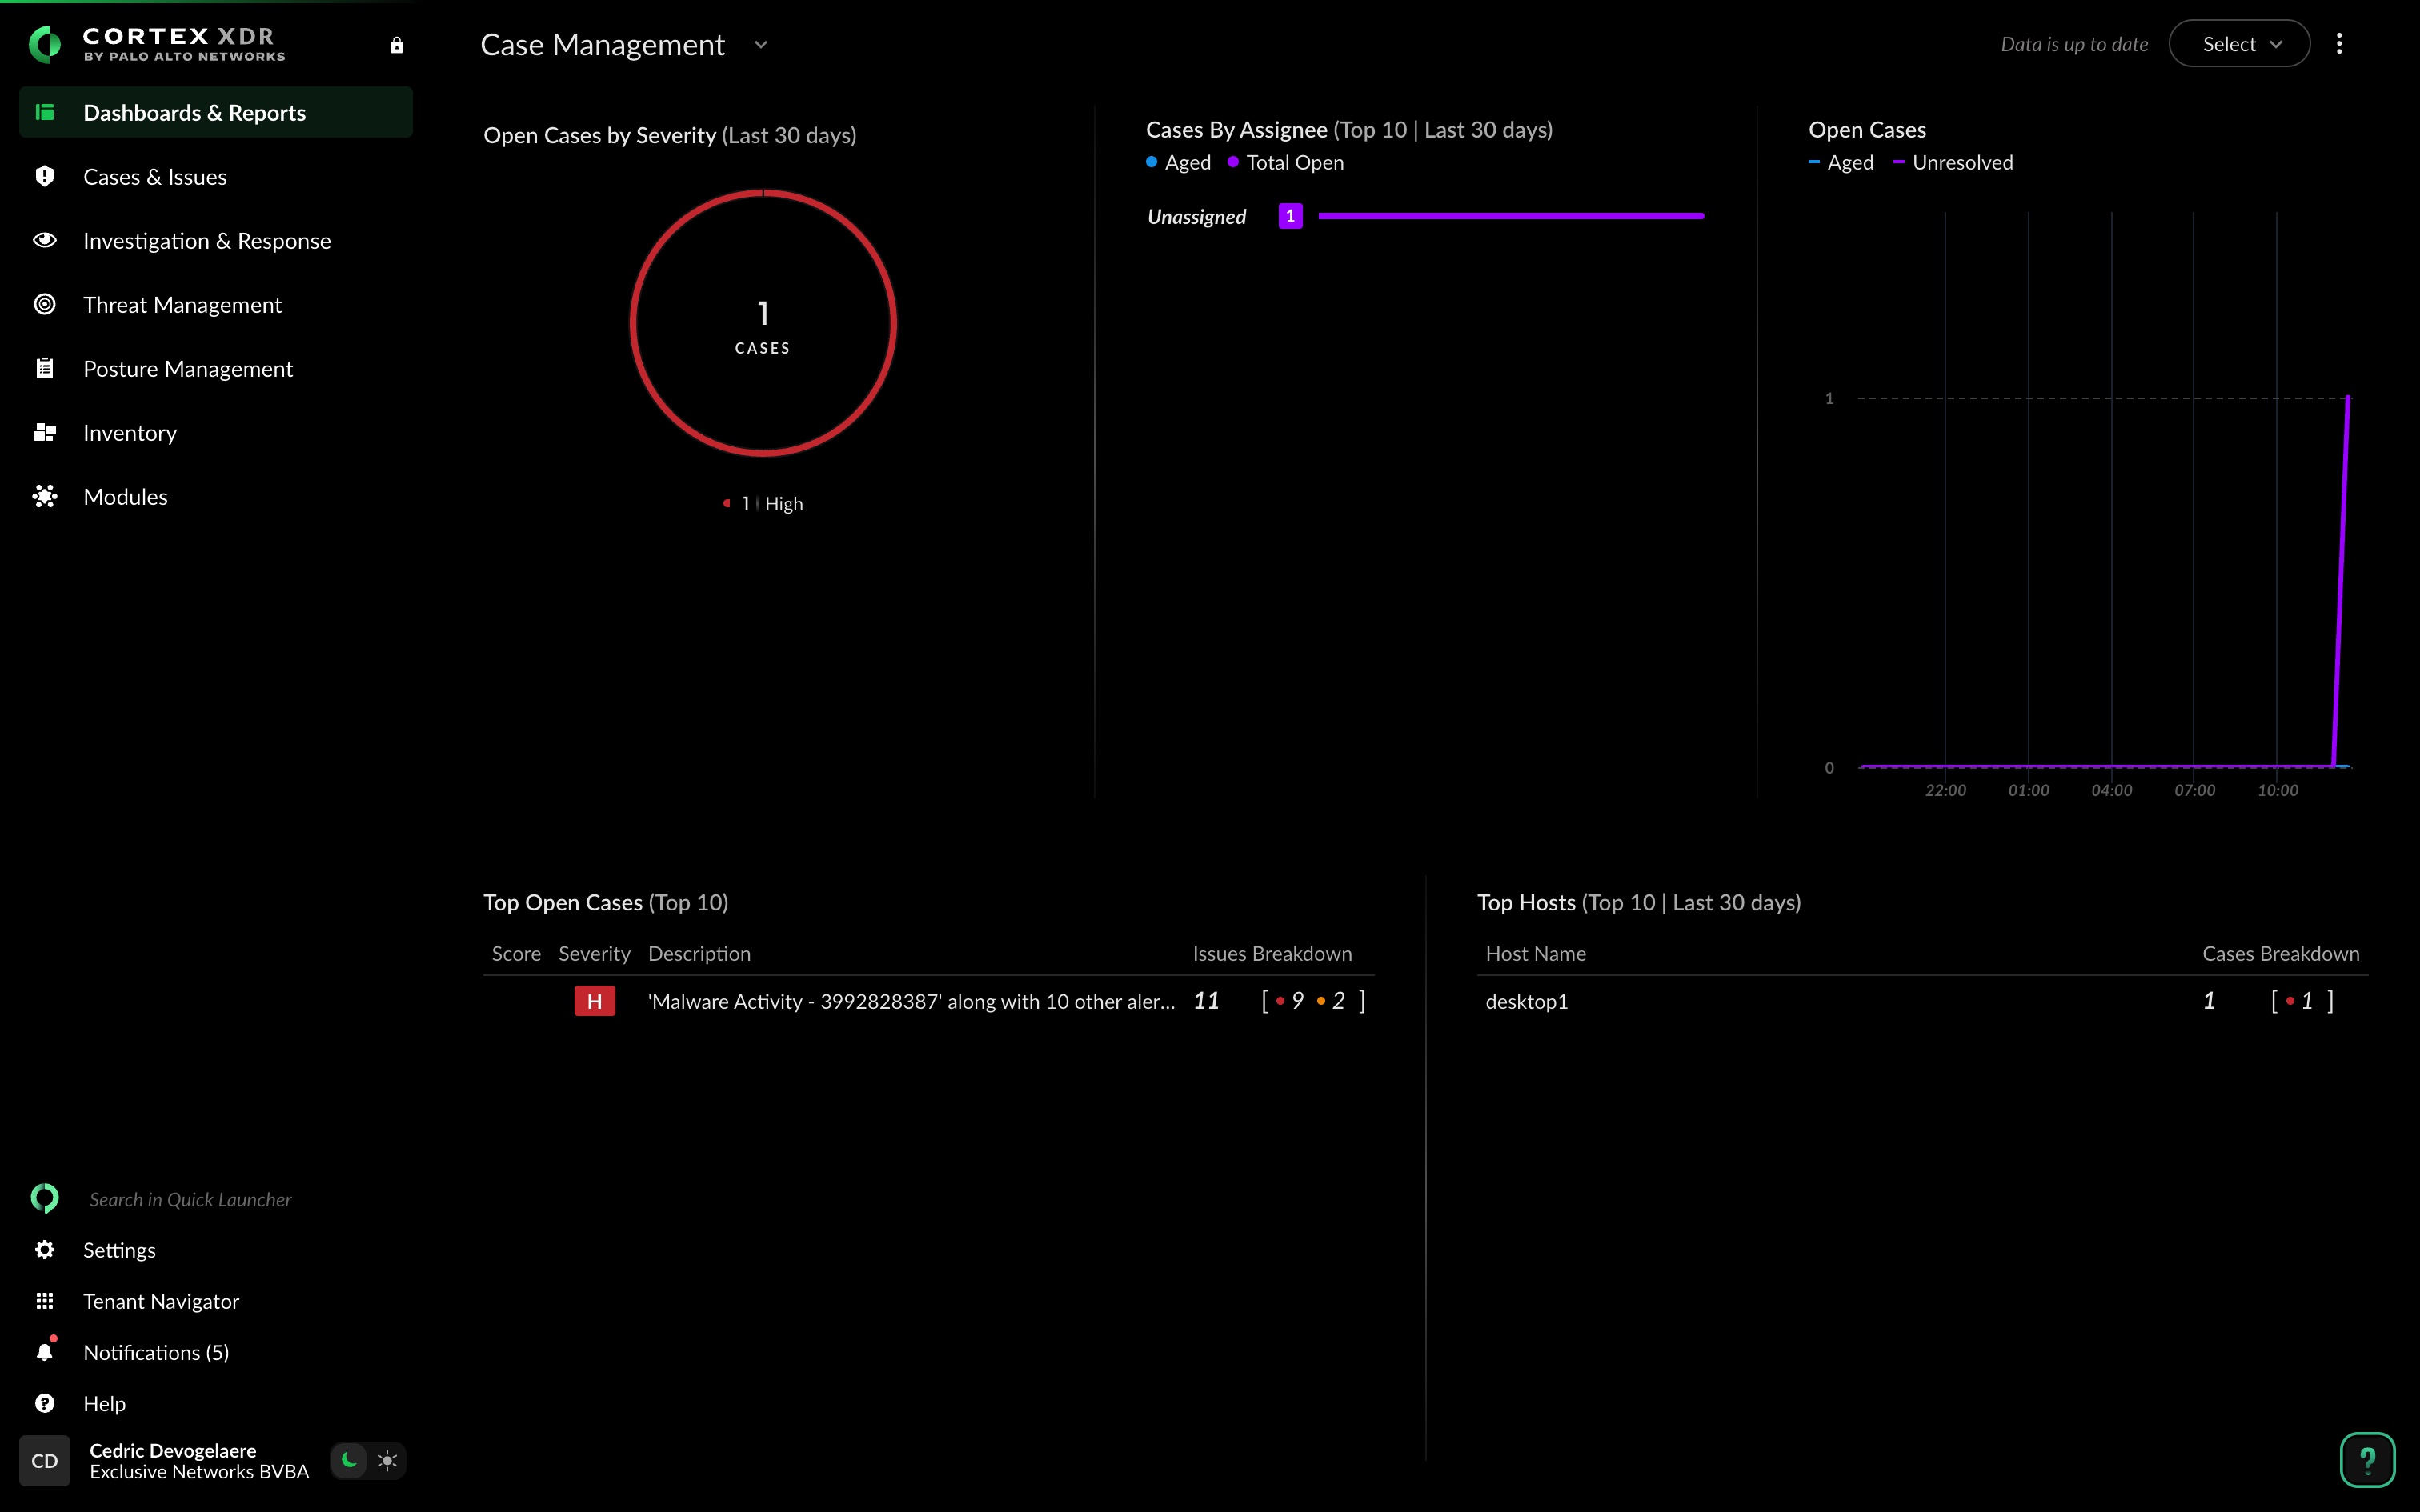 CORTEX XDR
BY PALO ALTO NETWORKS
Dashboards & Reports
Cases & Issues
Investigation & Response
Threat Management
Posture Management
Inventory
Modules
Search in Quick Launcher
Settings
Tenant Navigator
Notifications (5)
Help
CD
Cedric Devogelaere
Exclusive Networks BVBA
Case Management
Data is up to date
Select
Open Cases by Severity (Last 30 days)
1
CASES
1 | High
Cases By Assignee (Top 10 | Last 30 days)
Aged Total Open
Unassigned 1
Open Cases
Aged Unresolved
1
0
22:00 01:00 04:00 07:00 10:00
Top Open Cases (Top 10)
Score Severity Description Issues Breakdown
H 'Malware Activity - 3992828387' along with 10 other aler... 11 [ 9 2 ]
Top Hosts (Top 10 | Last 30 days)
Host Name Cases Breakdown
desktop1 1 [ 1 ]
?